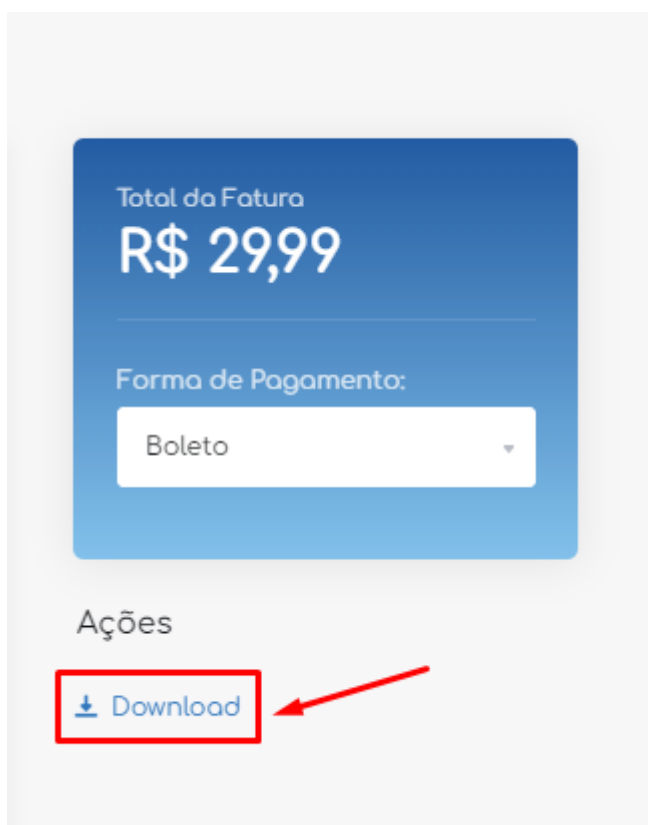 Total da Fatura
R$ 29,99
Forma de Pagamento:
Boleto
Ações
Download